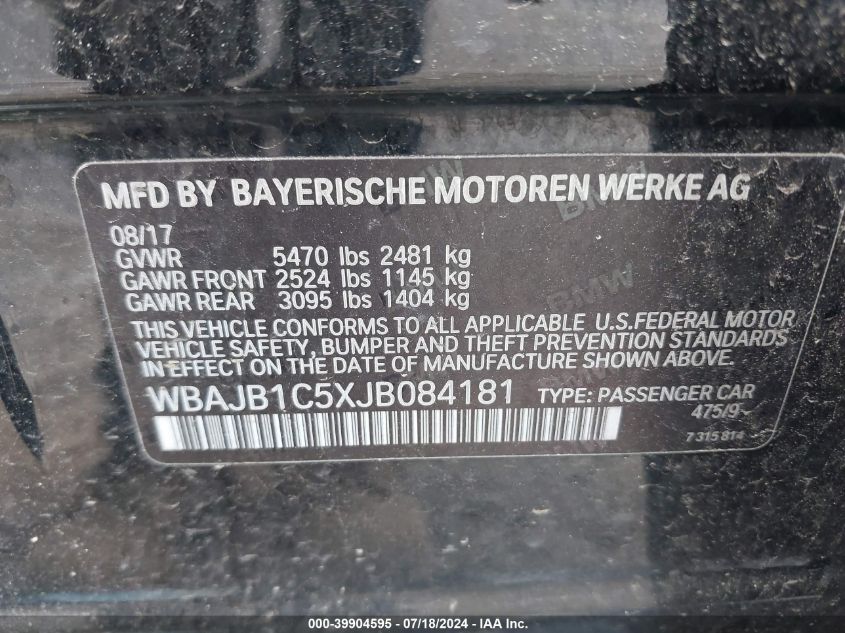 MFD BY BAYERISCHE MOTOREN WERKE AG
08/17
GVWR 5470 lbs 2481 kg
GAWR FRONT 2524 lbs 1145 kg
GAWR REAR 3095 lbs 1404 kg
THIS VEHICLE CONFORMS TO ALL APPLICABLE U.S.FEDERAL MOTOR
VEHICLE SAFETY, BUMPER AND THEFT PREVENTION STANDARDS
IN EFFECT ON THE DATE OF MANUFACTURE SHOWN ABOVE.
WBAJB1C5XJB084181 TYPE: PASSENGER CAR
475/9
7 315 814
000-39904595 - 07/18/2024 - IAA Inc.